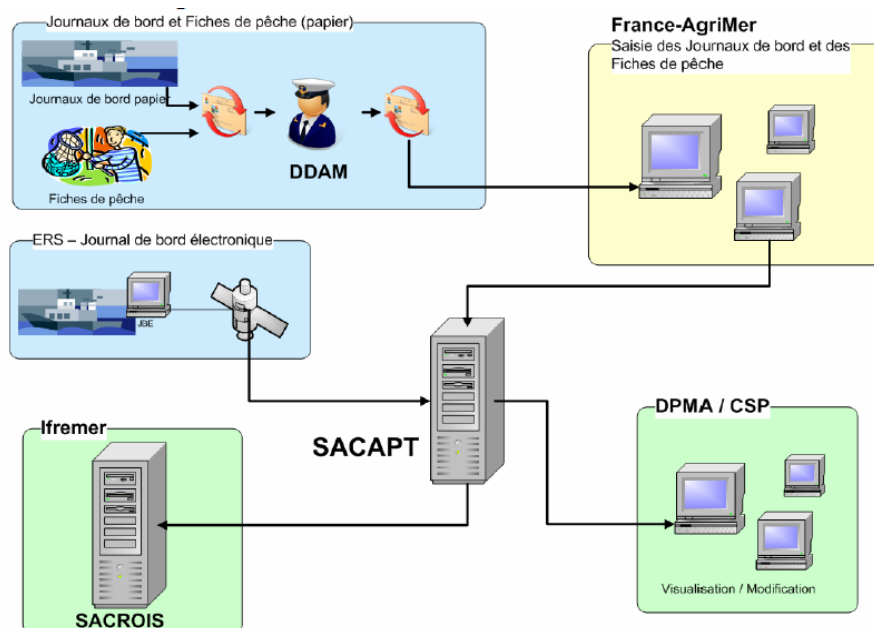 Journaux de bord et Fiches de pêche (papier)
Journaux de bord papier
DDAM
Fiches de pêche
France-AgriMer
Saisie des Journaux de bord et des
Fiches de pêche
ERS – Journal de bord électronique
JBE
SACAPT
Ifremer
SACROIS
DPMA / CSP
Visualisation / Modification